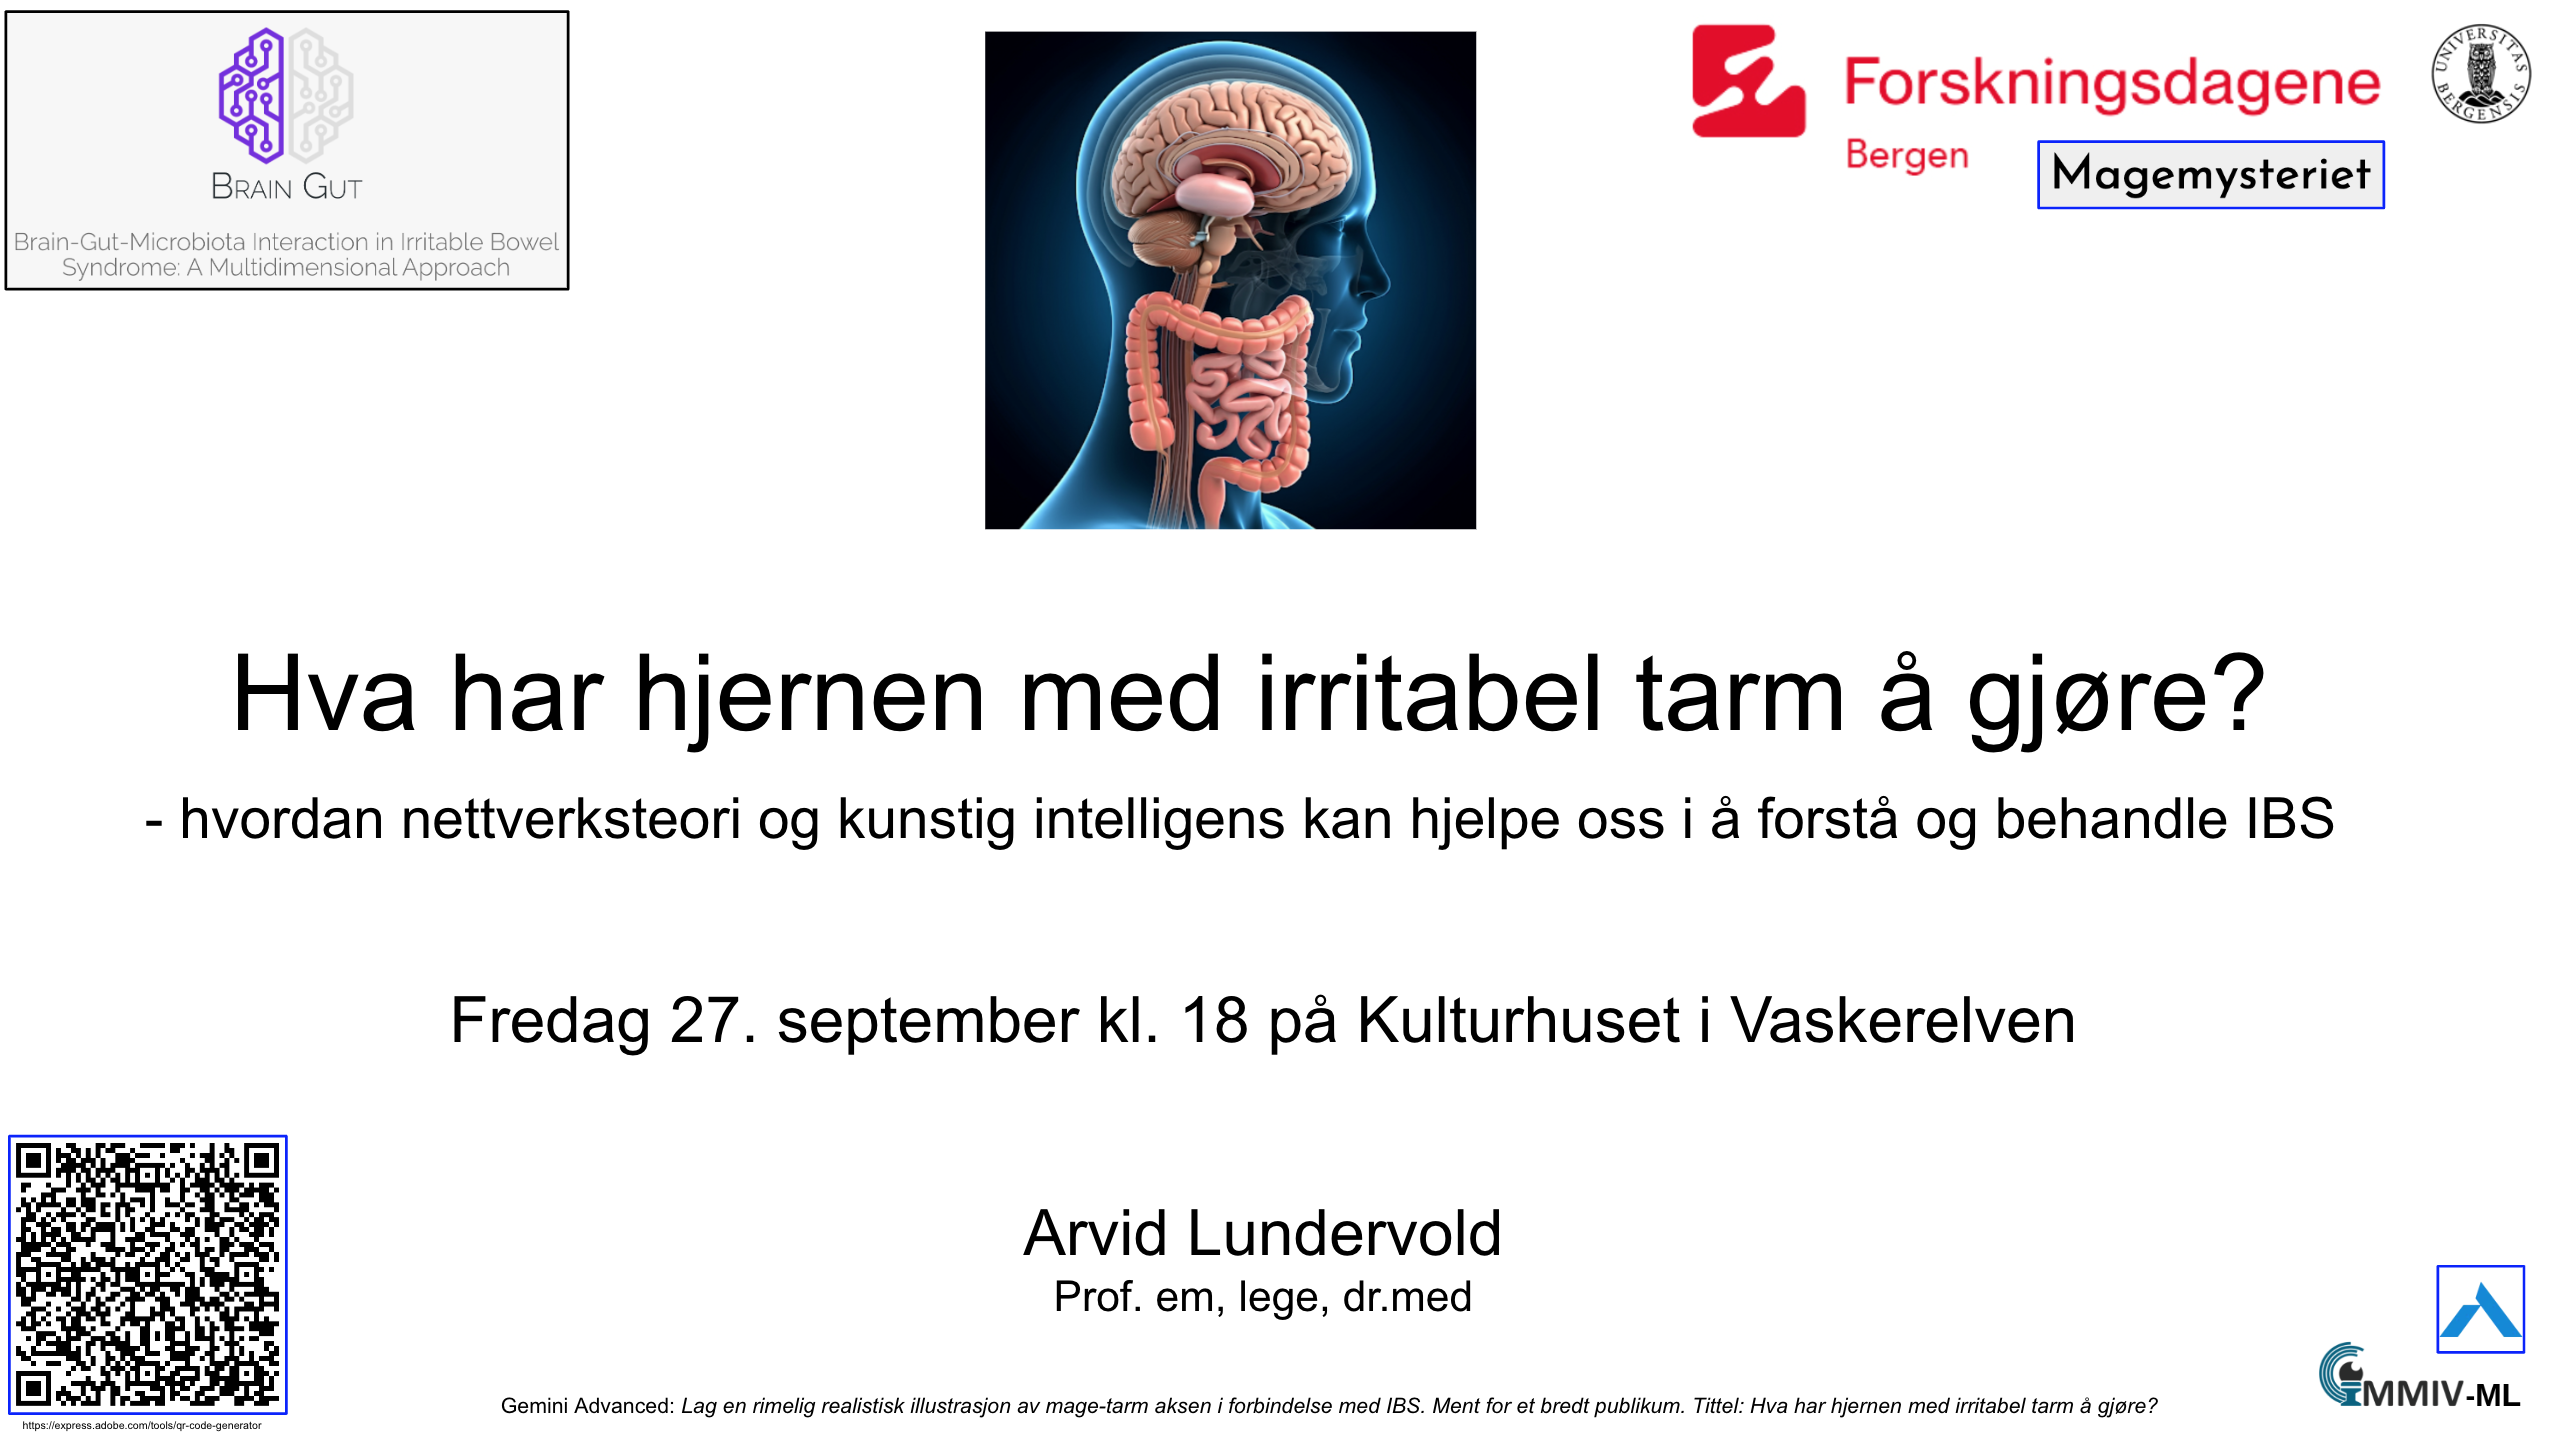 BRAIN GUT
Brain-Gut-Microbiota Interaction in Irritable Bowel
Syndrome: A Multidimensional Approach
Forskningsdagene
Bergen
Magemysteriet
UNIVERSITAS BERGENSIS
Hva har hjernen med irritabel tarm å gjøre?
- hvordan nettverksteori og kunstig intelligens kan hjelpe oss i å forstå og behandle IBS
Fredag 27. september kl. 18 på Kulturhuset i Vaskerelven
Arvid Lundervold
Prof. em, lege, dr.med
MMIV-ML
Gemini Advanced: Lag en rimelig realistisk illustrasjon av mage-tarm aksen i forbindelse med IBS. Ment for et bredt publikum. Tittel: Hva har hjernen med irritabel tarm å gjøre?
https://express.adobe.com/tools/qr-code-generator